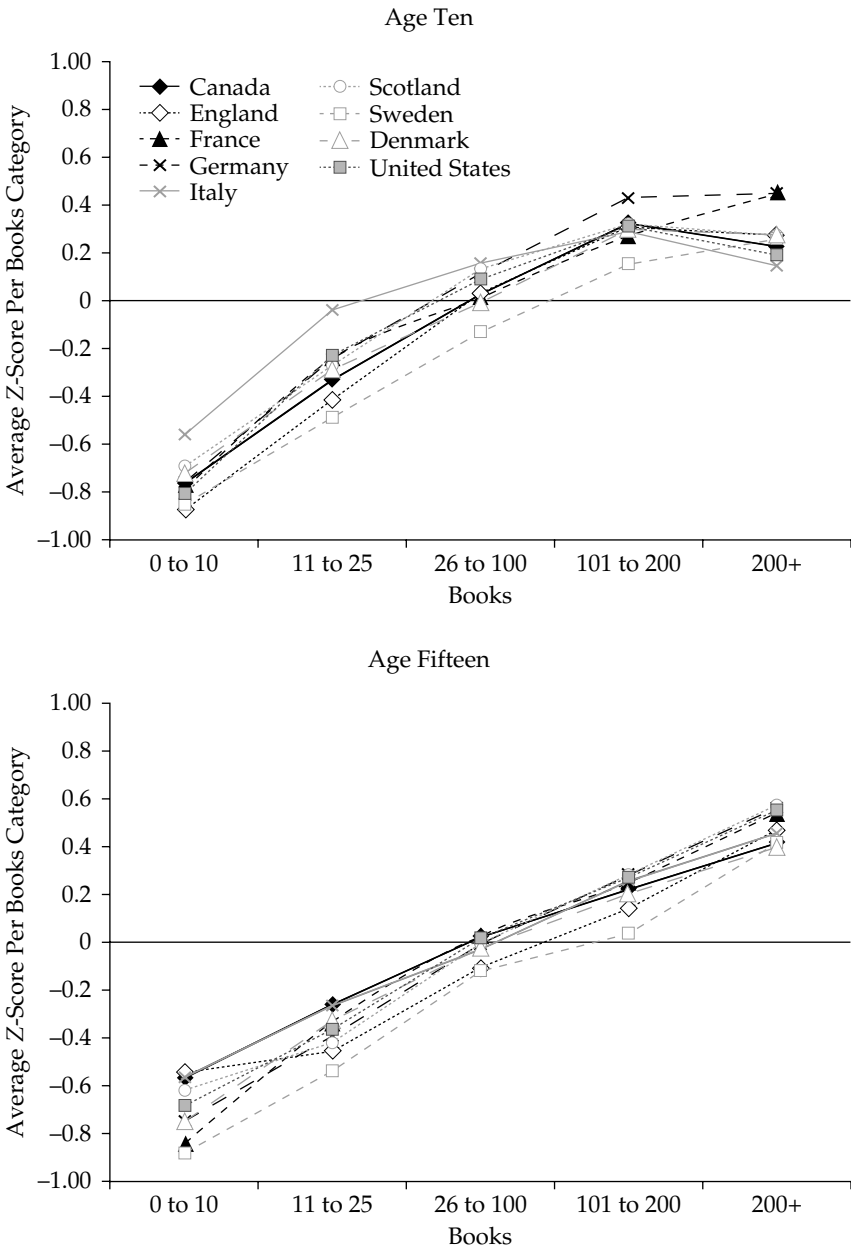 Age Ten
Average Z-Score Per Books Category
1.00
0.8
0.6
0.4
0.2
0
–0.2
–0.4
–0.6
–0.8
–1.00
Canada
England
France
Germany
Italy
Scotland
Sweden
Denmark
United States
0 to 10 11 to 25 26 to 100 101 to 200 200+
Books
Age Fifteen
Average Z-Score Per Books Category
1.00
0.8
0.6
0.4
0.2
0
–0.2
–0.4
–0.6
–0.8
–1.00
0 to 10 11 to 25 26 to 100 101 to 200 200+
Books